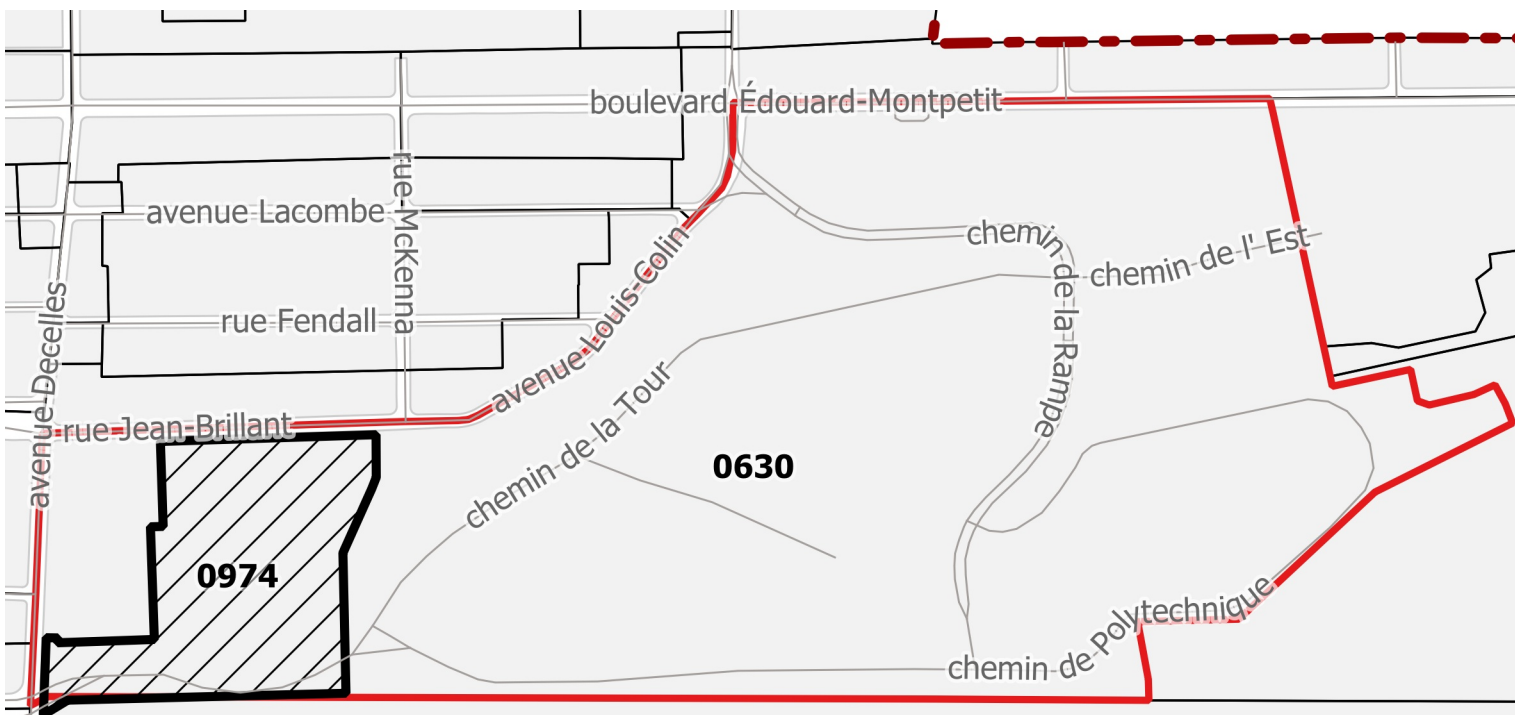 boulevard Édouard-Montpetit
rue McKenna
avenue Lacombe
chemin de la Rampe
chemin de l' Est
avenue Louis-Colin
avenue Decelles
rue Fendall
chemin de la Tour
rue Jean Brillant
0630
0974
chemin de Polytechnique